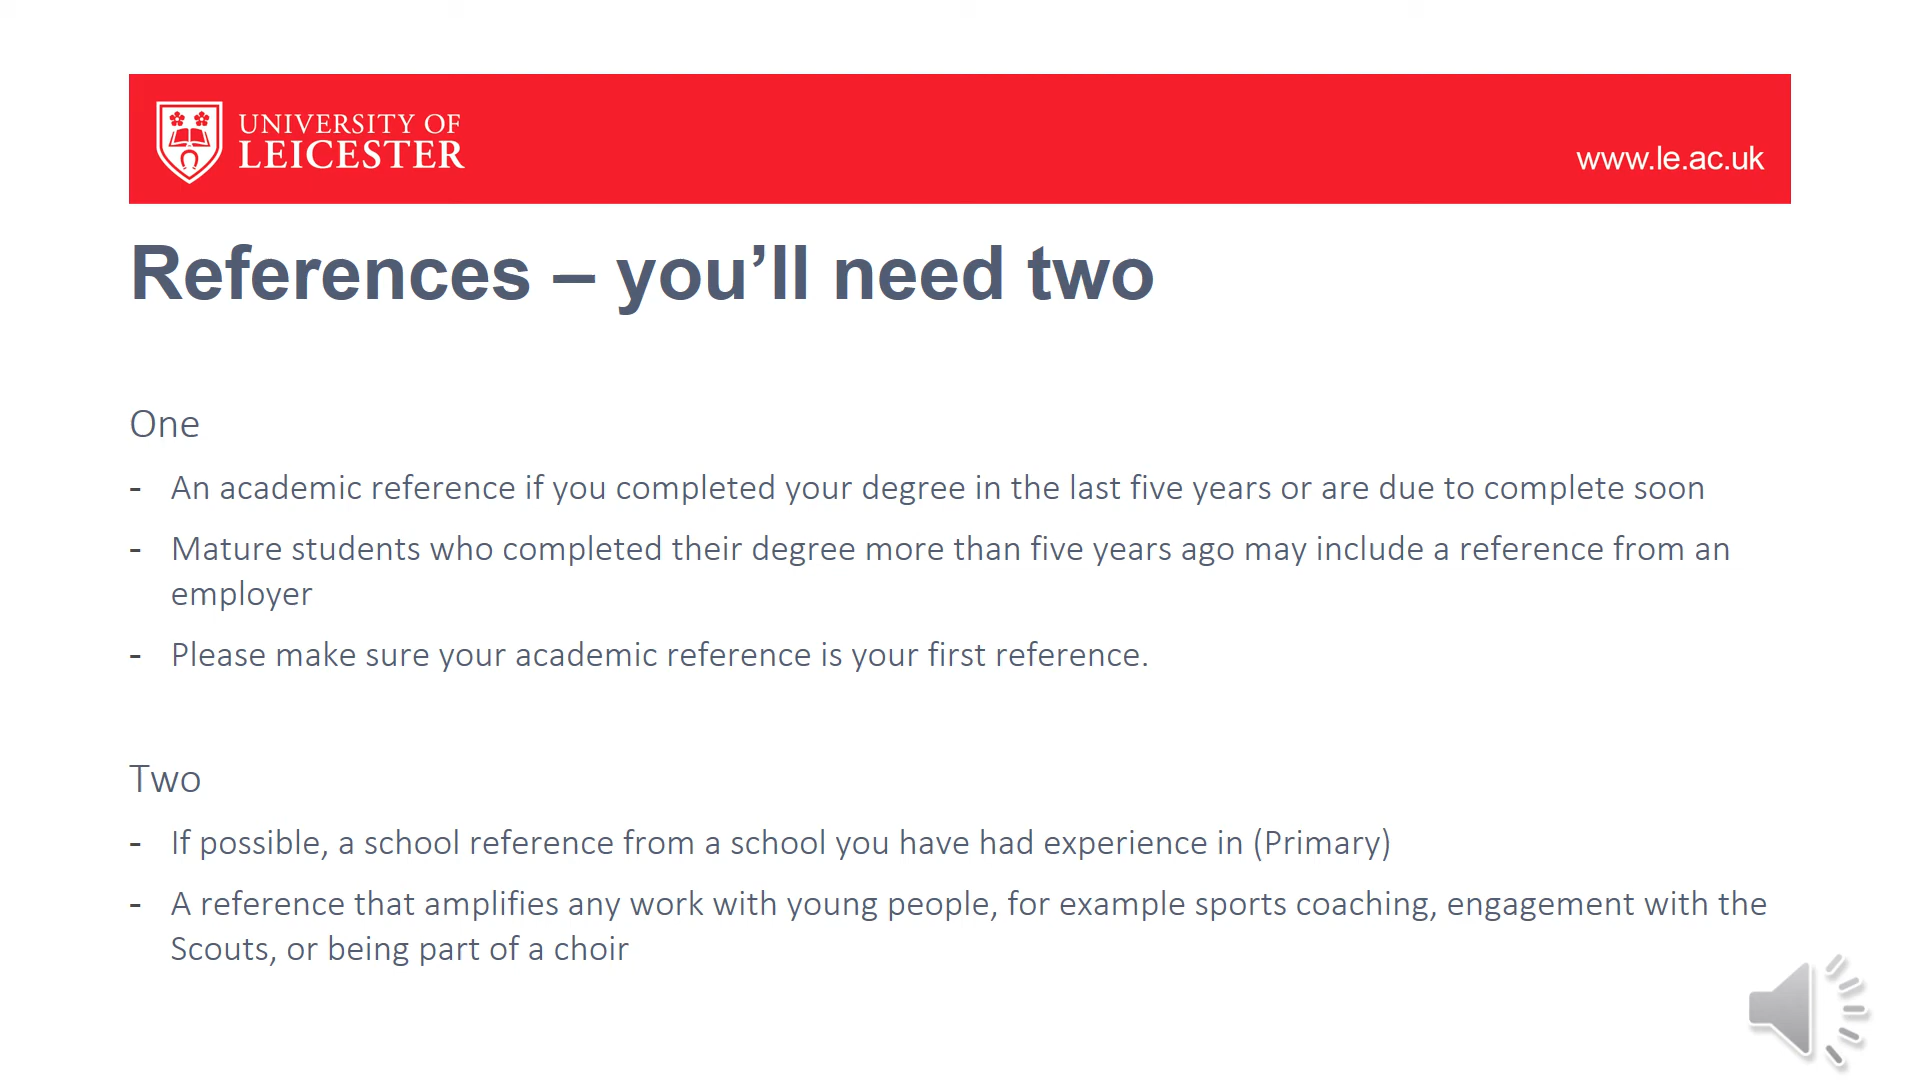 UNIVERSITY OF
LEICESTER
www.le.ac.uk
References – you’ll need two
One
- An academic reference if you completed your degree in the last five years or are due to complete soon
- Mature students who completed their degree more than five years ago may include a reference from an
employer
- Please make sure your academic reference is your first reference.
Two
- If possible, a school reference from a school you have had experience in (Primary)
- A reference that amplifies any work with young people, for example sports coaching, engagement with the
Scouts, or being part of a choir